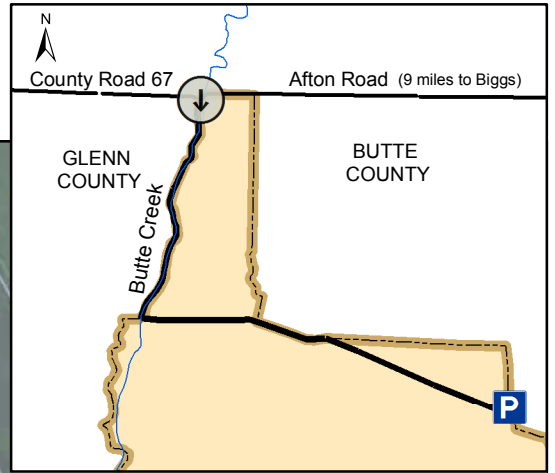 N
County Road 67
Afton Road (9 miles to Biggs)
GLENN
COUNTY
BUTTE
COUNTY
Butte Creek
P